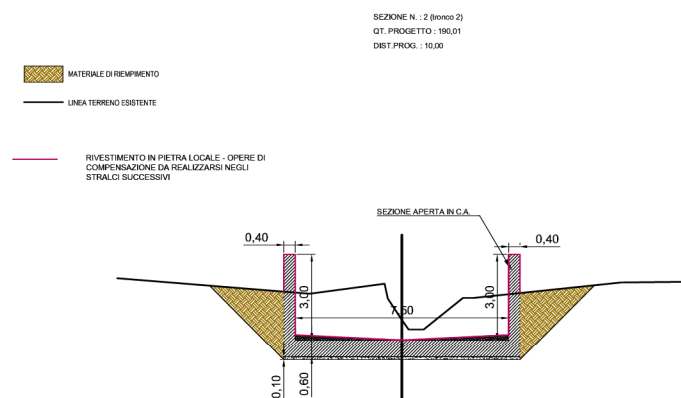 SEZIONE N. : 2 (tronco 2)
QT. PROGETTO : 190,01
DIST.PROG. : 10,00
MATERIALE DI RIEMPIMENTO
LINEA TERRENO ESISTENTE
RIVESTIMENTO IN PIETRA LOCALE - OPERE DI
COMPENSAZIONE DA REALIZZARSI NEGLI
STRALCI SUCCESSIVI
SEZIONE APERTA IN C.A.
0,40
0,40
3,00
7,50
3,00
0,10
0,60